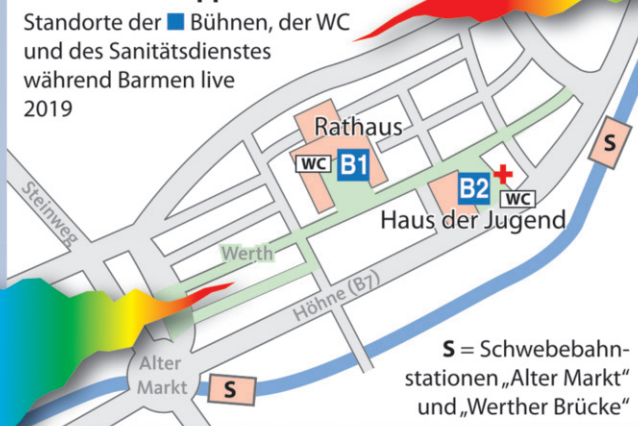 Standorte der Bühnen, der WC
und des Sanitätsdienstes
während Barmen live
2019
Rathaus
WC
B1
S
B2
WC
Haus der Jugend
Steinweg
Werth
Höhne (B7)
Alter
Markt
S
S = Schwebebahn-
stationen „Alter Markt“
und „Werther Brücke“